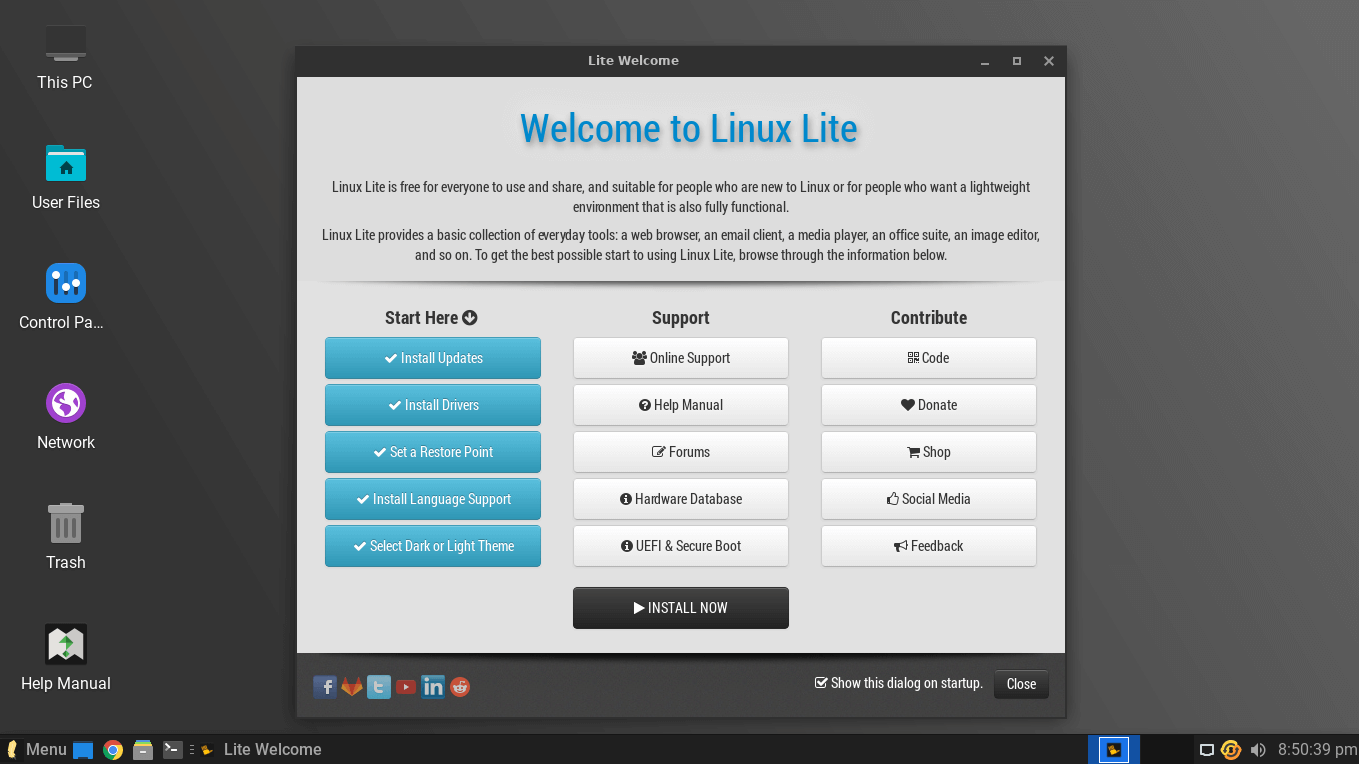 Lite Welcome
This PC
User Files
Control Pa...
Network
Trash
Help Manual
Welcome to Linux Lite
Linux Lite is free for everyone to use and share, and suitable for people who are new to Linux or for people who want a lightweight
environment that is also fully functional.
Linux Lite provides a basic collection of everyday tools: a web browser, an email client, a media player, an office suite, an image editor,
and so on. To get the best possible start to using Linux Lite, browse through the information below.
Start Here
Install Updates
Install Drivers
Set a Restore Point
Install Language Support
Select Dark or Light Theme
Support
Online Support
Help Manual
Forums
Hardware Database
UEFI & Secure Boot
Contribute
Code
Donate
Shop
Social Media
Feedback
INSTALL NOW
Show this dialog on startup.
Close
Menu
Lite Welcome
8:50:39 pm